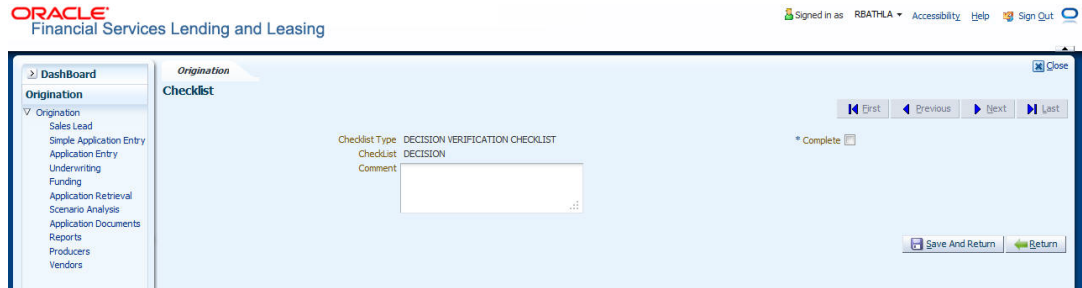 ORACLE
Financial Services Lending and Leasing
Signed in as RBATHLA Accessibility Help Sign Out
DashBoard
Origination
Origination
Sales Lead
Simple Application Entry
Application Entry
Underwriting
Funding
Application Retrieval
Scenario Analysis
Application Documents
Reports
Producers
Vendors
Origination
Close
Checklist
First Previous Next Last
Checklist Type DECISION VERIFICATION CHECKLIST
* Complete
CheckList DECISION
Comment
Save And Return Return